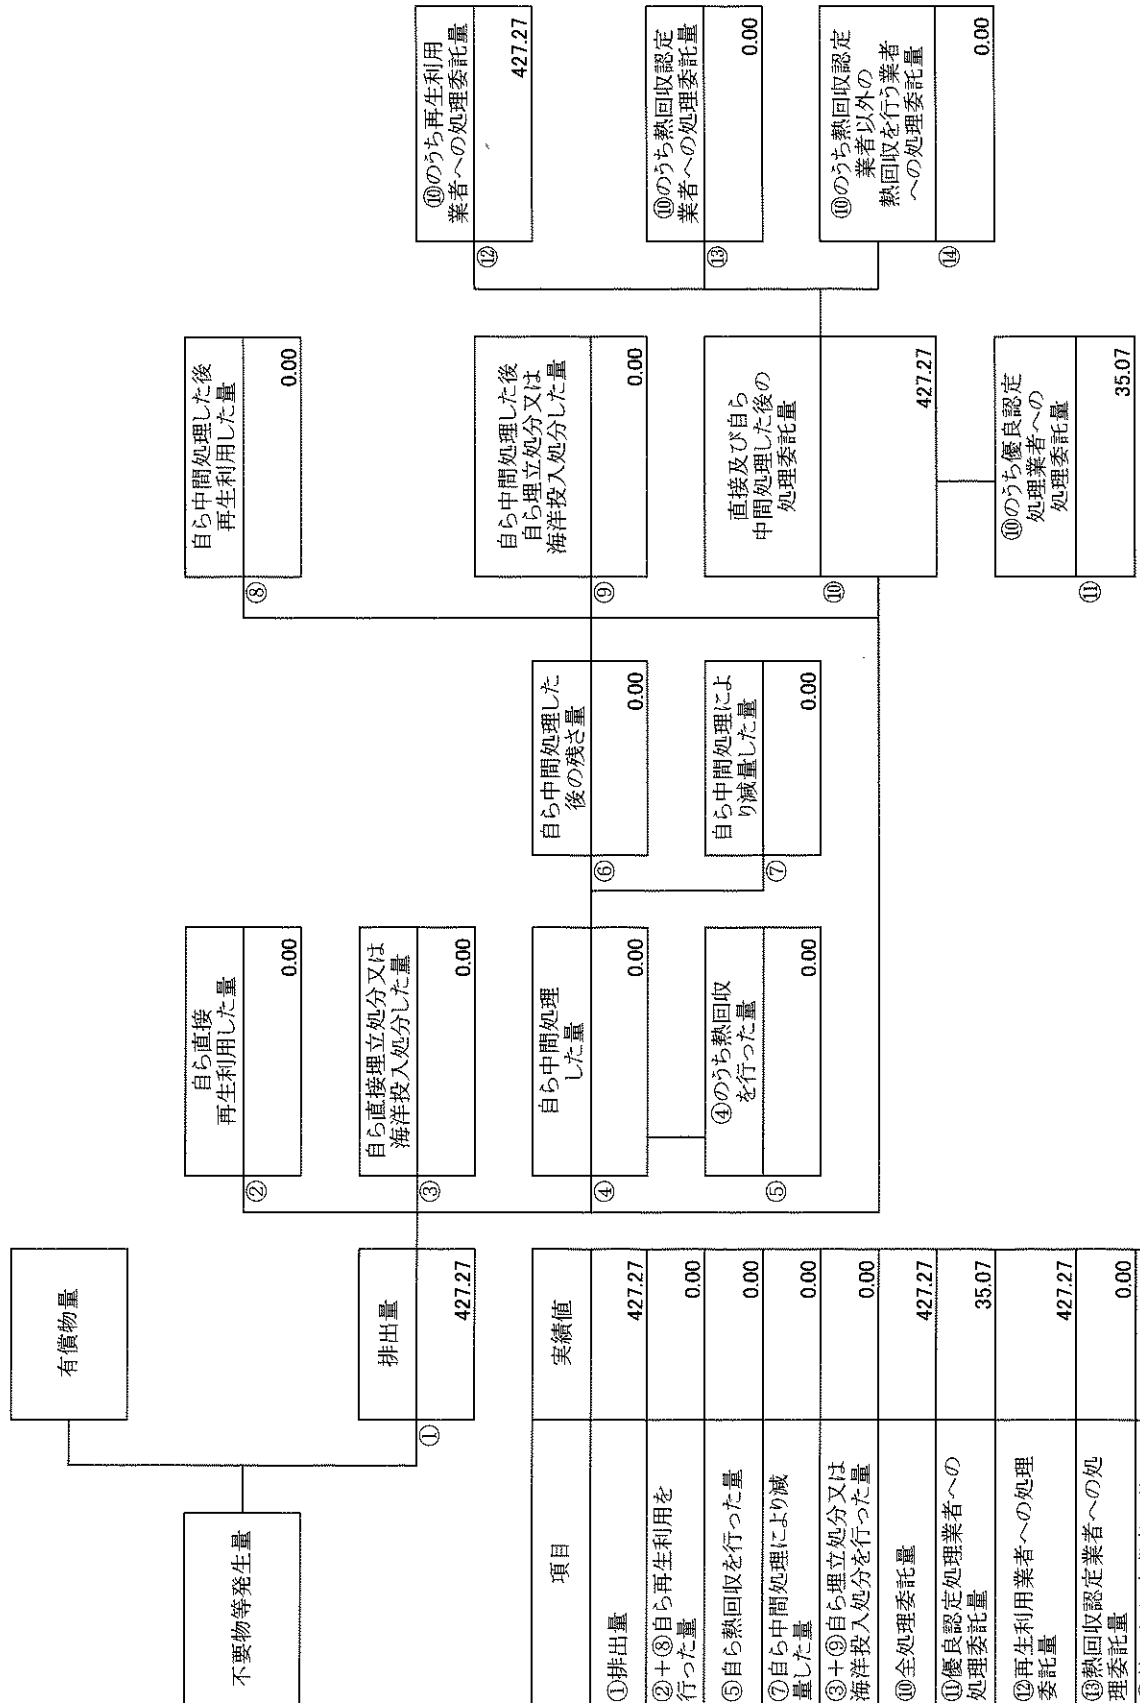 不要物等発生量
有償物量
①
排出量
427.27
②
自ら直接
再生利用した量
0.00
③
自ら直接埋立処分又は
海洋投入処分した量
0.00
④
自ら中間処理
した量
0.00
⑤
④のうち熱回収
を行った量
0.00
⑥
自ら中間処理した
後の残さ量
0.00
⑦
自ら中間処理によ
り減量した量
0.00
⑧
自ら中間処理した後
再生利用した量
0.00
⑨
自ら中間処理した後
自ら埋立処分又は
海洋投入処分した量
0.00
⑩
直接及び自ら
中間処理した後の
処理委託量
427.27
⑪
⑩のうち優良認定
処理業者への
処理委託量
35.07
⑫
⑩のうち再生利用
業者への処理委託量
427.27
⑬
⑩のうち熱回収認定
業者への処理委託量
0.00
⑭
⑩のうち熱回収認定
業者以外の
熱回収を行う業者
への処理委託量
0.00
項目
実績値
①排出量
427.27
②+⑧自ら再生利用を
行った量
0.00
⑤自ら熱回収を行った量
0.00
⑦自ら中間処理により減
量した量
0.00
③+⑨自ら埋立処分又は
海洋投入処分を行った量
0.00
⑩全処理委託量
427.27
⑪優良認定処理業者への
処理委託量
35.07
⑫再生利用業者への処理
委託量
427.27
⑬熱回収認定業者への処
理委託量
0.00